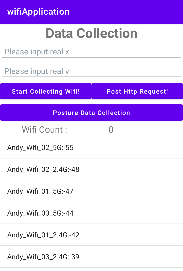 wifiApplication
Data Collection
Please input real x
Please input real y
Start Collecting Wifi!
Post Http Request!
Posture Data Collection
Wifi Count :
0
Andy_Wifi_02_5G:-55
Andy_Wifi_02_2.4G:-48
Andy_Wifi_01_5G:-47
Andy_Wifi_03_5G:-44
Andy_Wifi_01_2.4G:-42
Andy_Wifi_03_2.4G:-39